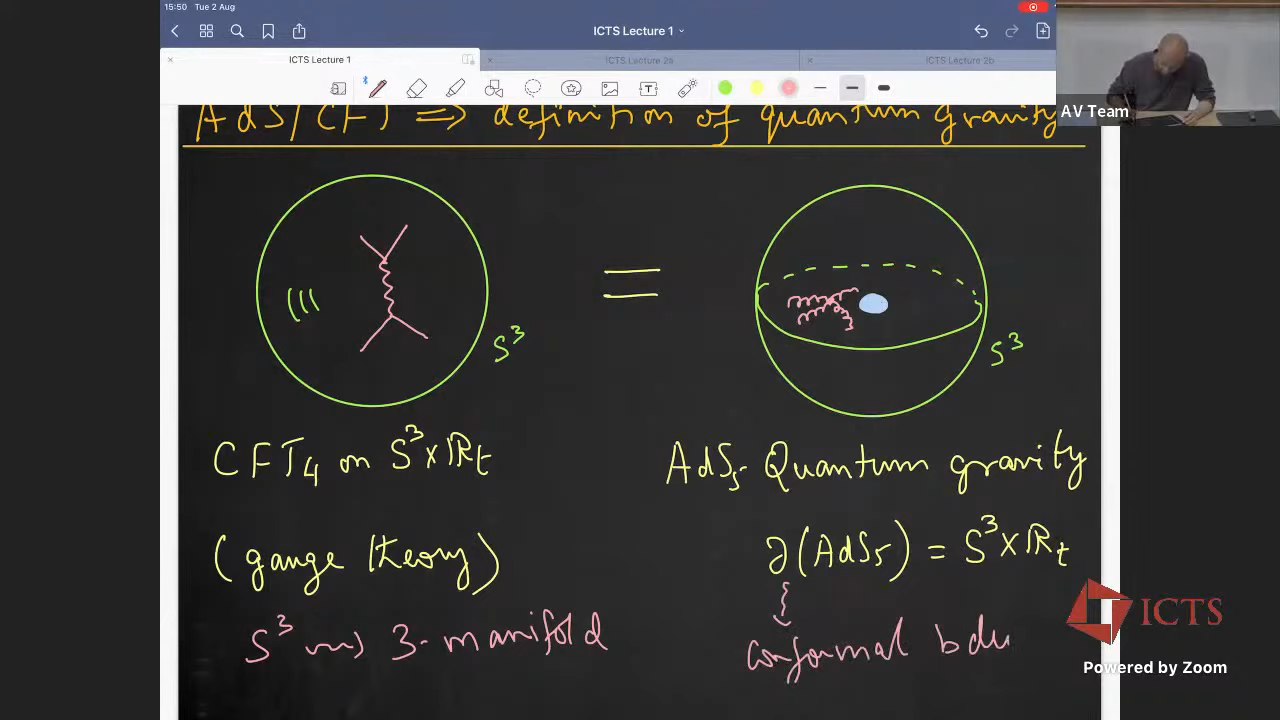 15:50 Tue 2 Aug
ICTS Lecture 1
ICTS Lecture 1
ICTS Lecture 2a
ICTS Lecture 2b
AV Team
AdS/CFT ⟹ definition of quantum gravity
S³
=
S³
CFT₄ on S³ × ℝₜ
AdS₅ Quantum gravity
(gauge theory)
∂(AdS₅) = S³ × ℝₜ
S³ ⇝ 3-manifold
conformal bdu
ICTS
Powered by Zoom